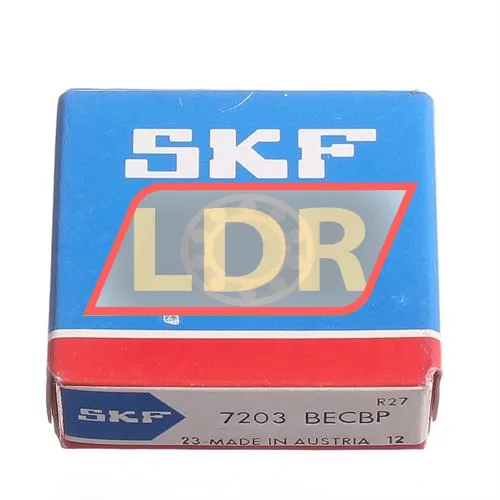 SKF
LDR
R27
SKF 7203 BECBP
23-MADE IN AUSTRIA 12